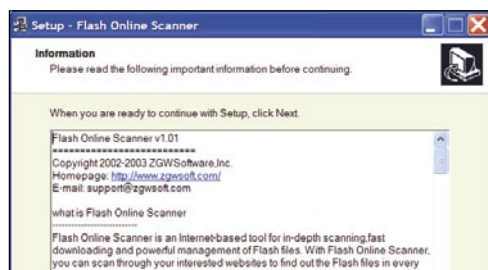 Setup - Flash Online Scanner
Information
Please read the following important information before continuing.
When you are ready to continue with Setup, click Next.
Flash Online Scanner v1.01
==========================
Copyright 2002-2003 ZGWSoftware,Inc.
Homepage: http://www.zgwsoft.com/
E-mail: support@zgwsoft.com
what is Flash Online Scanner
--------------------------
Flash Online Scanner is an Internet-based tool for in-depth scanning,fast
downloading and powerful management of Flash files. With Flash Online Scanner,
you can scan through your interested websites to find out the Flash files in every